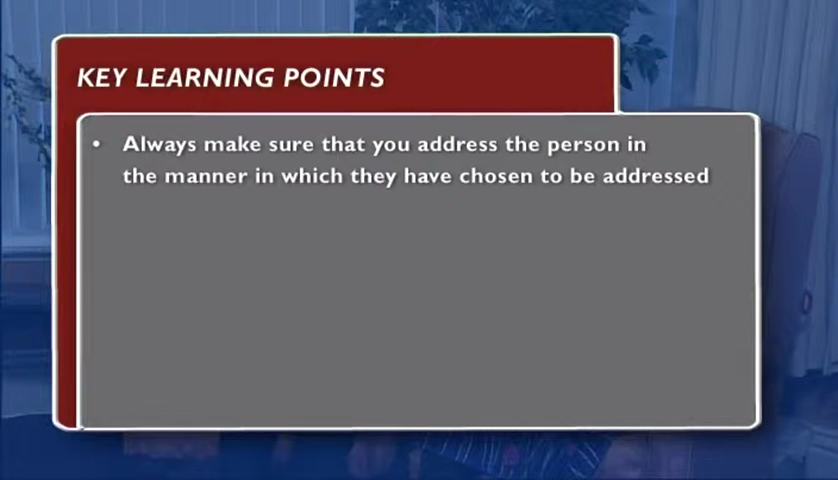 KEY LEARNING POINTS
• Always make sure that you address the person in
the manner in which they have chosen to be addressed